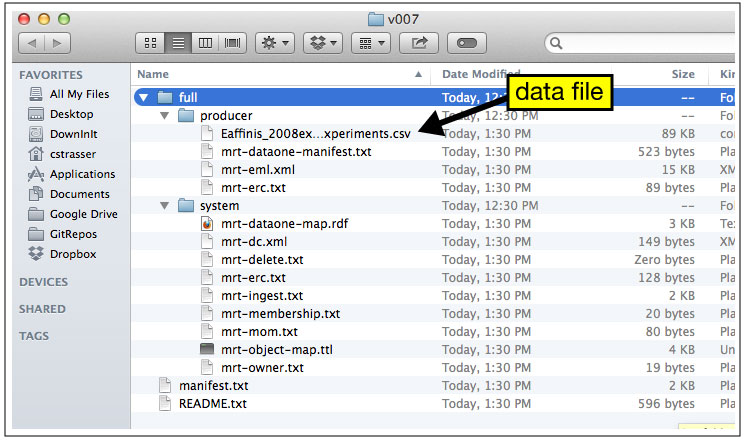 v007
FAVORITES
All My Files
Desktop
DownInIt
cstrasser
Applications
Documents
Google Drive
GitRepos
Dropbox
DEVICES
SHARED
TAGS
Name Date Modified Size Kin
full Today, 12: -- Fo
data file
producer Today, 12:30 PM -- Fo
Eaffinis_2008ex...xperiments.csv Today, 1:30 PM 89 KB co
mrt-dataone-manifest.txt Today, 1:30 PM 523 bytes Pla
mrt-eml.xml Today, 1:30 PM 15 KB XM
mrt-erc.txt Today, 1:30 PM 89 bytes Pla
system Today, 12:30 PM -- Fo
mrt-dataone-map.rdf Today, 1:30 PM 3 KB Te
mrt-dc.xml Today, 1:30 PM 149 bytes XM
mrt-delete.txt Today, 1:30 PM Zero bytes Pla
mrt-erc.txt Today, 1:30 PM 128 bytes Pla
mrt-ingest.txt Today, 1:30 PM 2 KB Pla
mrt-membership.txt Today, 1:30 PM 20 bytes Pla
mrt-mom.txt Today, 1:30 PM 80 bytes Pla
mrt-object-map.ttl Today, 1:30 PM 4 KB Un
mrt-owner.txt Today, 1:30 PM 19 bytes Pla
manifest.txt Today, 1:30 PM 2 KB Pla
README.txt Today, 1:30 PM 596 bytes Pla